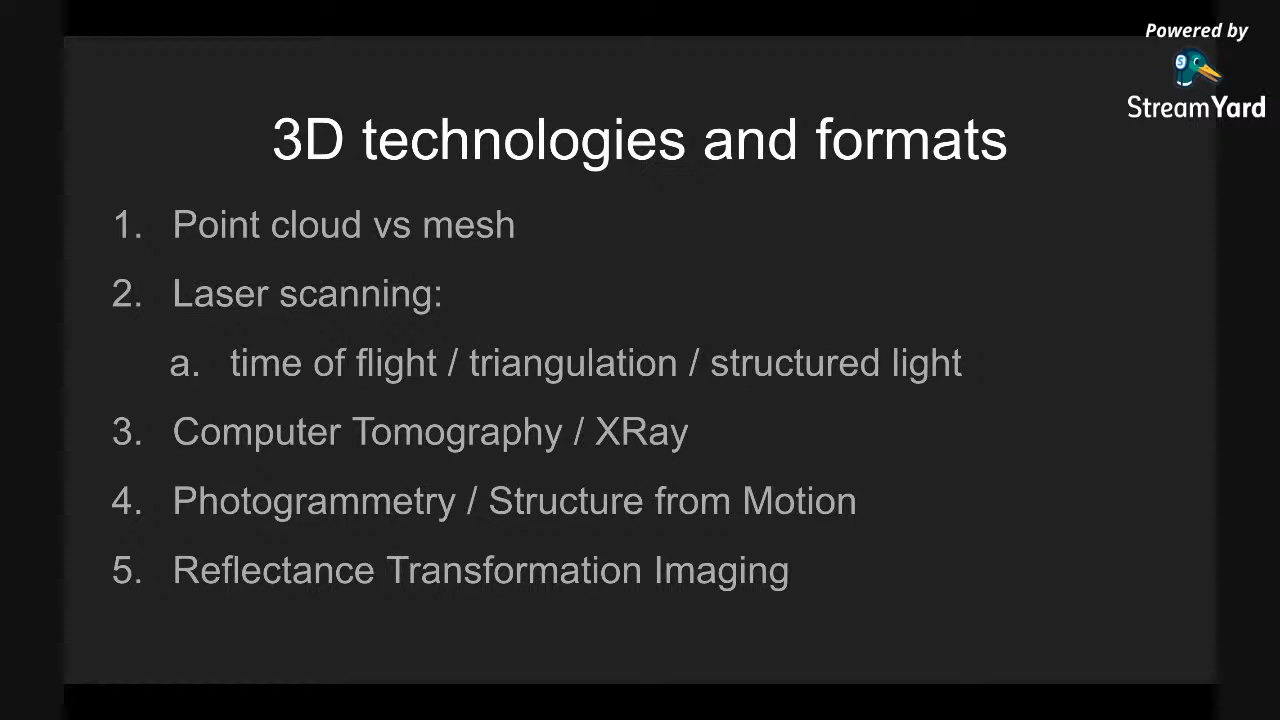 Powered by
StreamYard
3D technologies and formats
1. Point cloud vs mesh
2. Laser scanning:
a. time of flight / triangulation / structured light
3. Computer Tomography / XRay
4. Photogrammetry / Structure from Motion
5. Reflectance Transformation Imaging